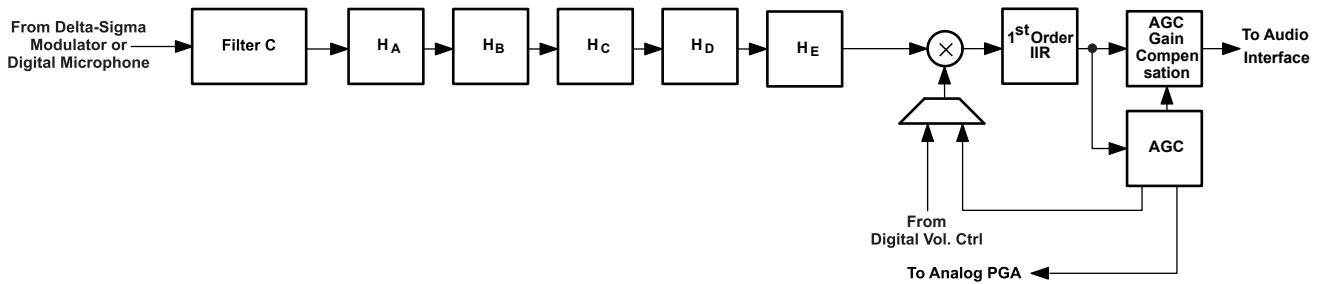 From Delta-Sigma
Modulator or
Digital Microphone
Filter C
H A
H B
H C
H D
H E
×
1st Order
IIR
AGC
Gain
Compen
sation
To Audio
Interface
AGC
From
Digital Vol. Ctrl
To Analog PGA